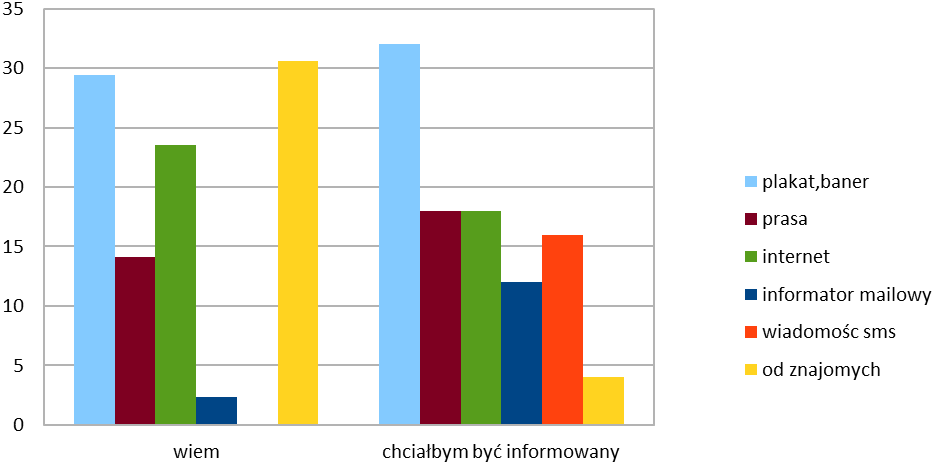 35
30
25
20
15
10
5
0
wiem
chciałbym być informowany
plakat,baner
prasa
internet
informator mailowy
wiadomośc sms
od znajomych